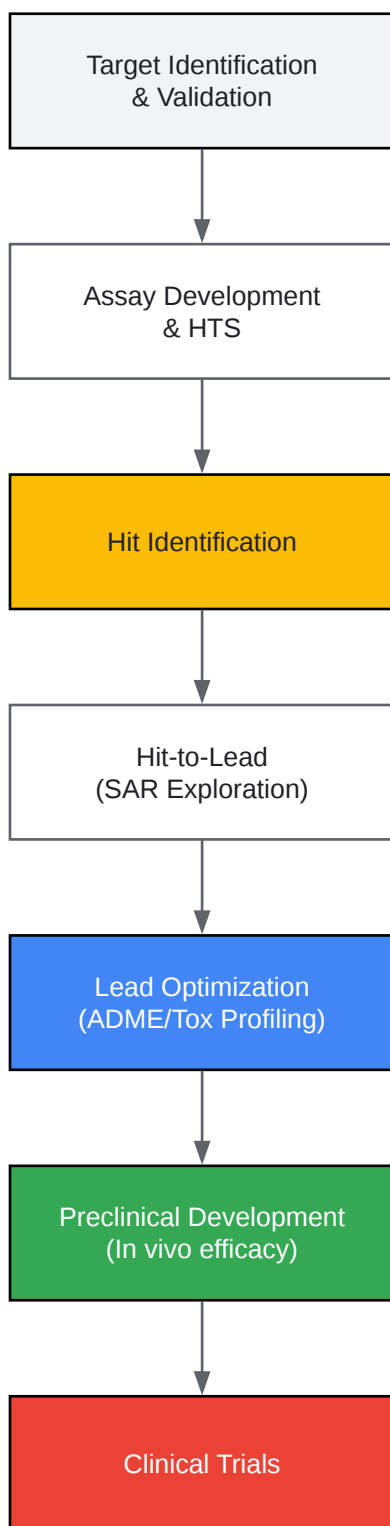 Target Identification
& Validation
Assay Development
& HTS
Hit Identification
Hit-to-Lead
(SAR Exploration)
Lead Optimization
(ADME/Tox Profiling)
Preclinical Development
(In vivo efficacy)
Clinical Trials